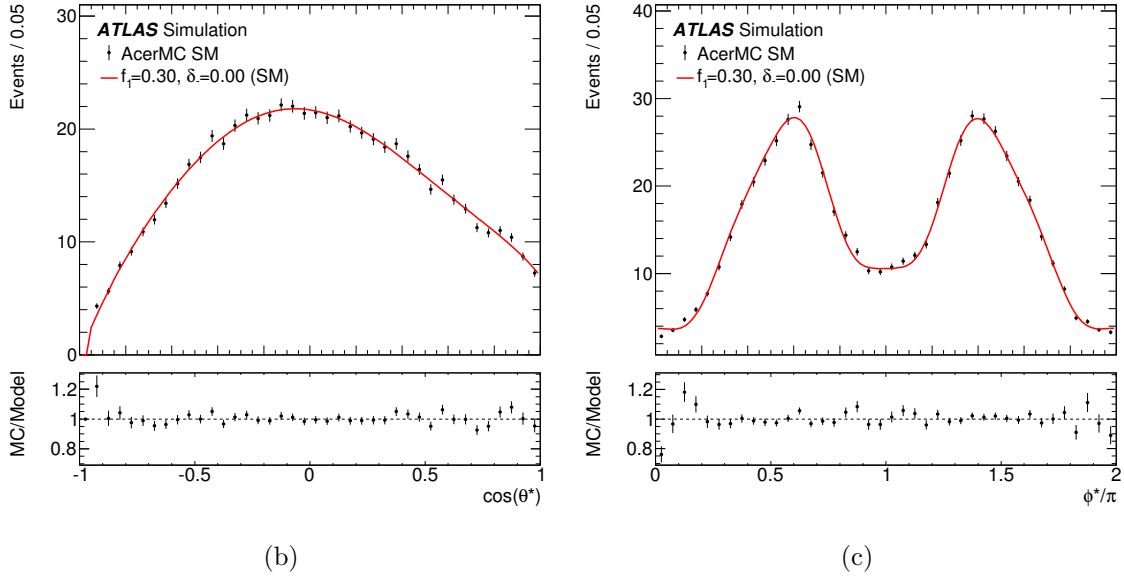 Events / 0.05
30
20
10
0
ATLAS Simulation
AcerMC SM
f1=0.30, δ-=0.00 (SM)
MC/Model
1.2
1
0.8
-1 -0.5 0 0.5 1
cos(θ*)
(b)
Events / 0.05
40
30
20
10
ATLAS Simulation
AcerMC SM
f1=0.30, δ-=0.00 (SM)
MC/Model
1.2
1
0.8
0 0.5 1 1.5 2
ϕ*/π
(c)